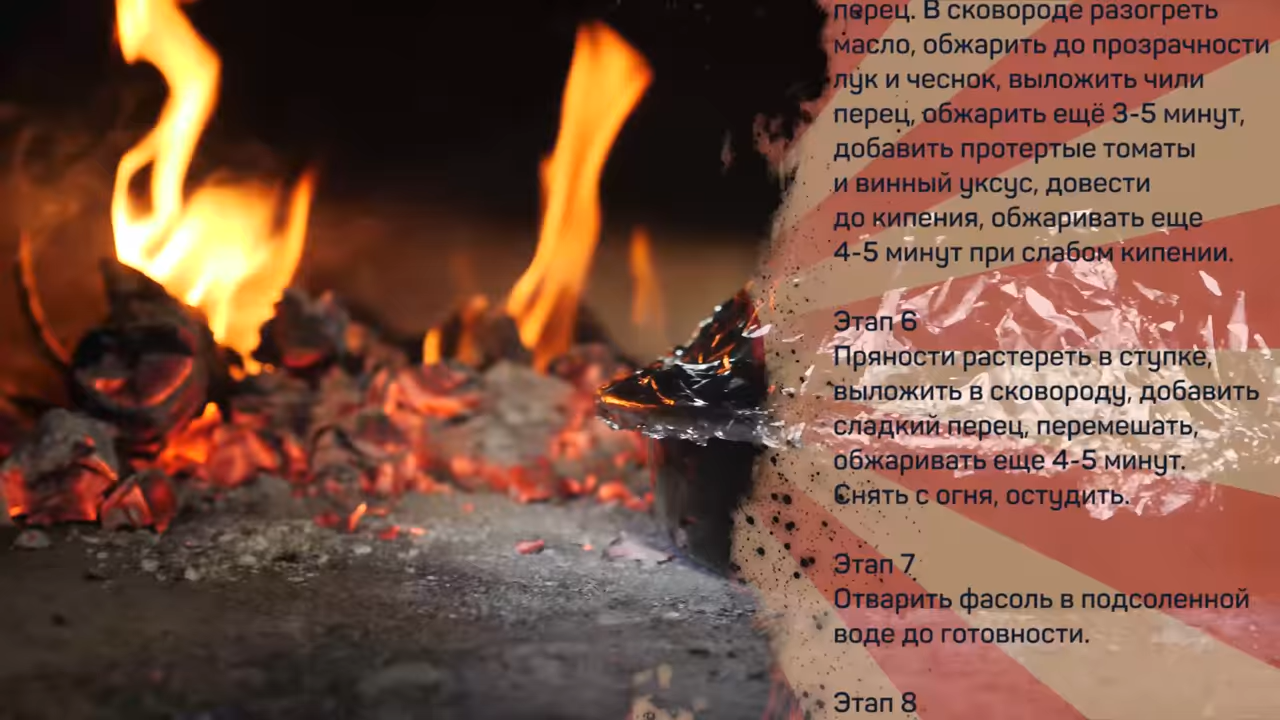 перец. В сковороде разогреть
масло, обжарить до прозрачности
лук и чеснок, выложить чили
перец, обжарить ещё 3-5 минут,
добавить протертые томаты
и винный уксус, довести
до кипения, обжаривать еще
4-5 минут при слабом кипении.
Этап 6
Пряности растереть в ступке,
выложить в сковороду, добавить
сладкий перец, перемешать,
обжаривать еще 4-5 минут.
Снять с огня, остудить.
Этап 7
Отварить фасоль в подсоленной
воде до готовности.
Этап 8